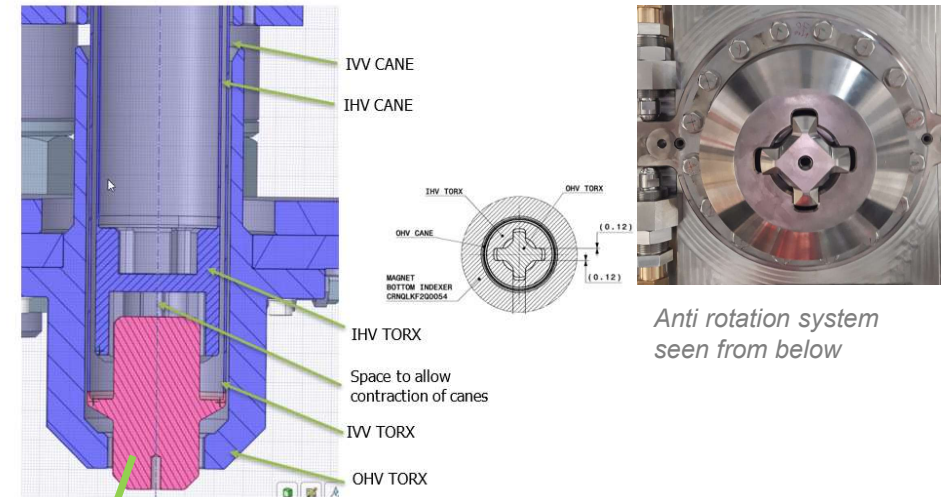 IVV CANE
IHV CANE
IHV TORX
Space to allow
contraction of canes
IVV TORX
OHV TORX
IHV TORX
OHV TORX
OHV CANE
(0.12)
(0.12)
MAGNET
BOTTOM INDEXER
CRNQLKF2Q0054
Anti rotation system
seen from below